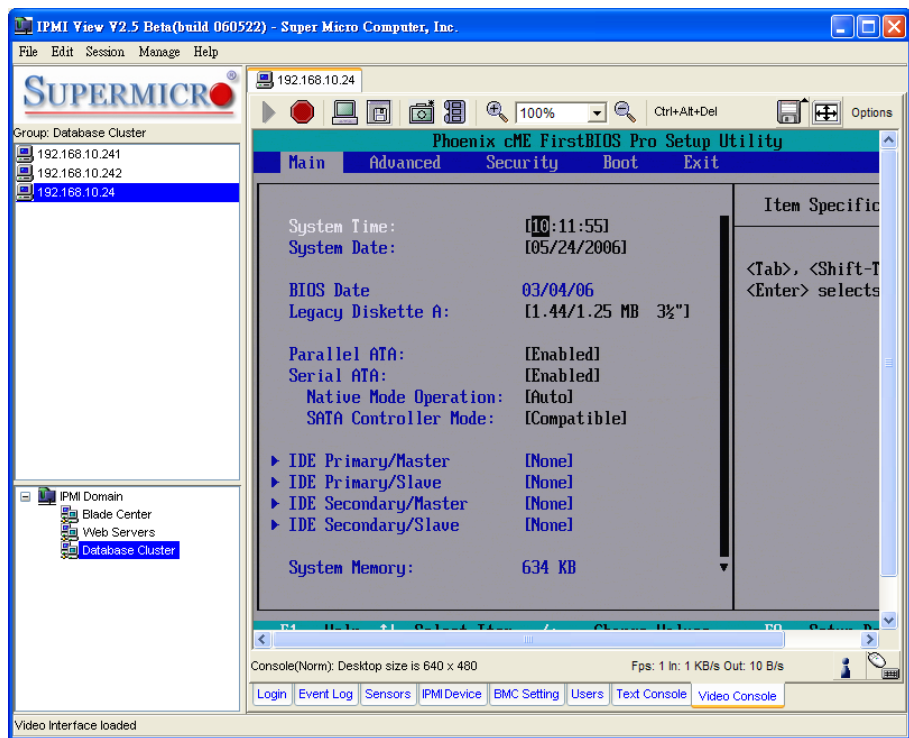 IPMI View V2.5 Beta(build 060522) - Super Micro Computer, Inc.
File Edit Session Manage Help
SUPERMICRO®
192.168.10.24
100%
Ctrl+Alt+Del
Options
Group: Database Cluster
192.168.10.241
192.168.10.242
192.168.10.24
Phoenix cME FirstBIOS Pro Setup Utility
Main Advanced Security Boot Exit
Item Specific
System Time: [10:11:55]
System Date: [05/24/2006]
<Tab>, <Shift-T
<Enter> selects
BIOS Date 03/04/06
Legacy Diskette A: [1.44/1.25 MB 3½"]
Parallel ATA: [Enabled]
Serial ATA: [Enabled]
Native Mode Operation: [Auto]
SATA Controller Mode: [Compatible]
IDE Primary/Master [None]
IDE Primary/Slave [None]
IDE Secondary/Master [None]
IDE Secondary/Slave [None]
System Memory: 634 KB
IPMI Domain
Blade Center
Web Servers
Database Cluster
Console(Norm): Desktop size is 640 x 480
Fps: 1 In: 1 KB/s Out: 10 B/s
Login Event Log Sensors IPMI Device BMC Setting Users Text Console Video Console
Video Interface loaded